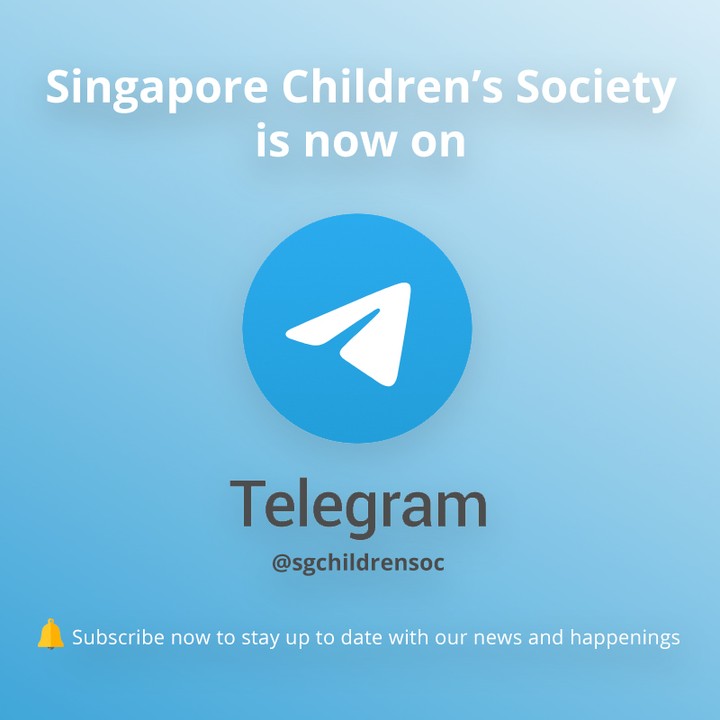 Singapore Children’s Society
is now on
Telegram
@sgchildrensoc
Subscribe now to stay up to date with our news and happenings